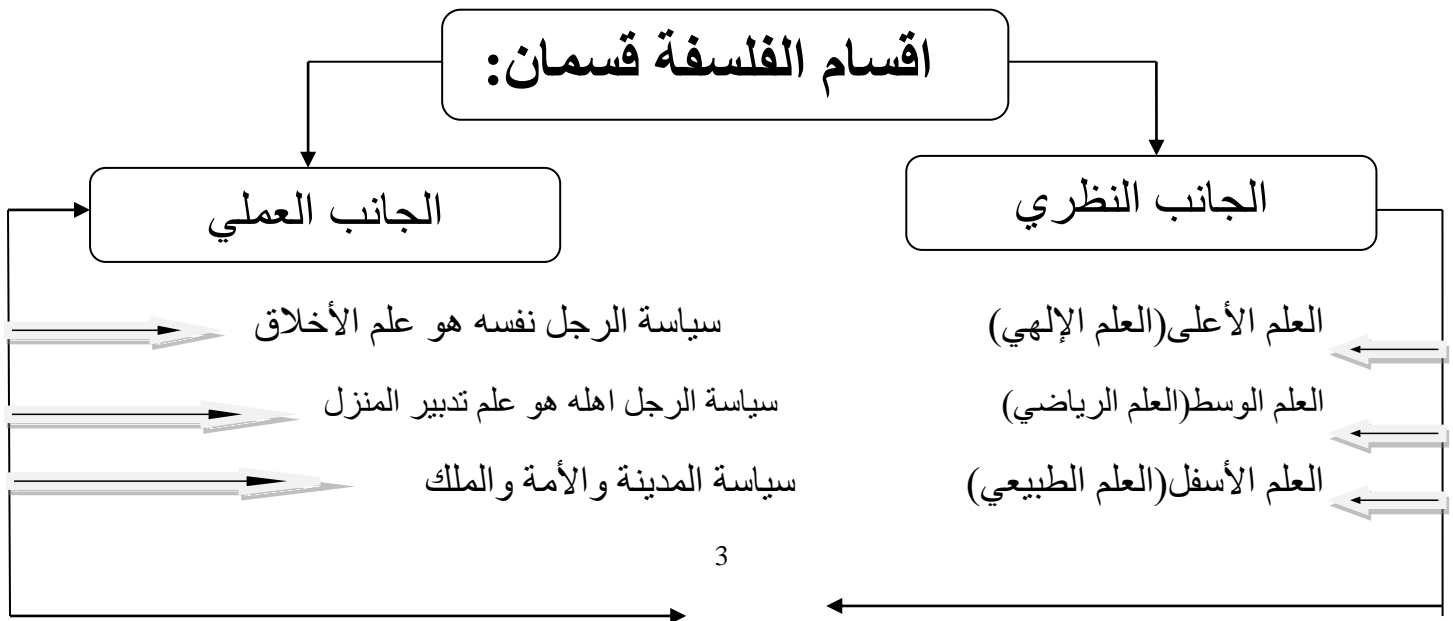 اقسام الفلسفة قسمان:
الجانب النظري
العلم الأعلى(العلم الإلهي)
العلم الوسط(العلم الرياضي)
العلم الأسفل(العلم الطبيعي)
الجانب العملي
سياسة الرجل نفسه هو علم الأخلاق
سياسة الرجل اهله هو علم تدبير المنزل
سياسة المدينة والأمة والملك
3